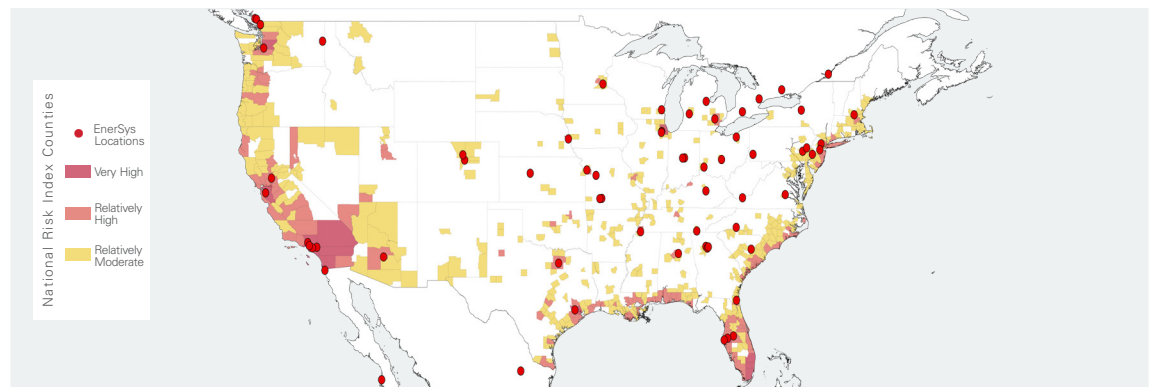 National Risk Index Counties
EnerSys
Locations
Very High
Relatively
High
Relatively
Moderate